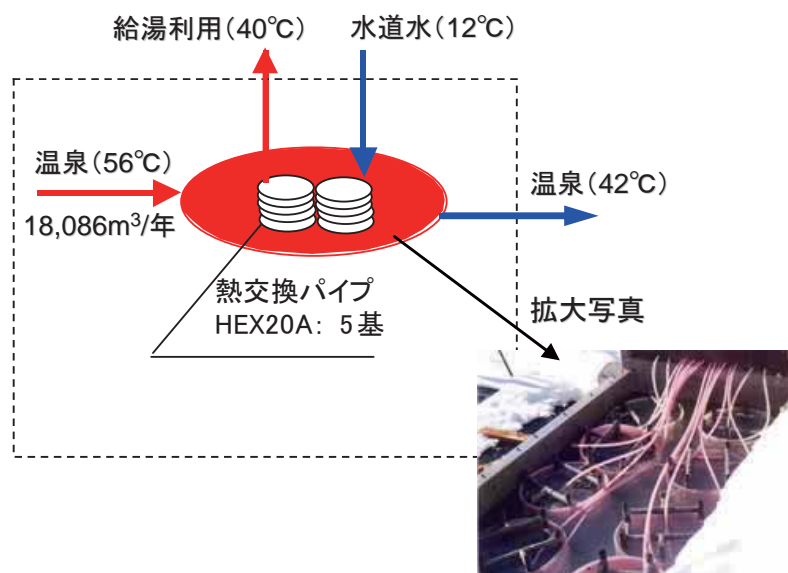 給湯利用(40℃)
水道水(12℃)
温泉(56℃)
18,086m³/年
温泉(42℃)
熱交換パイプ
HEX20A: 5基
拡大写真